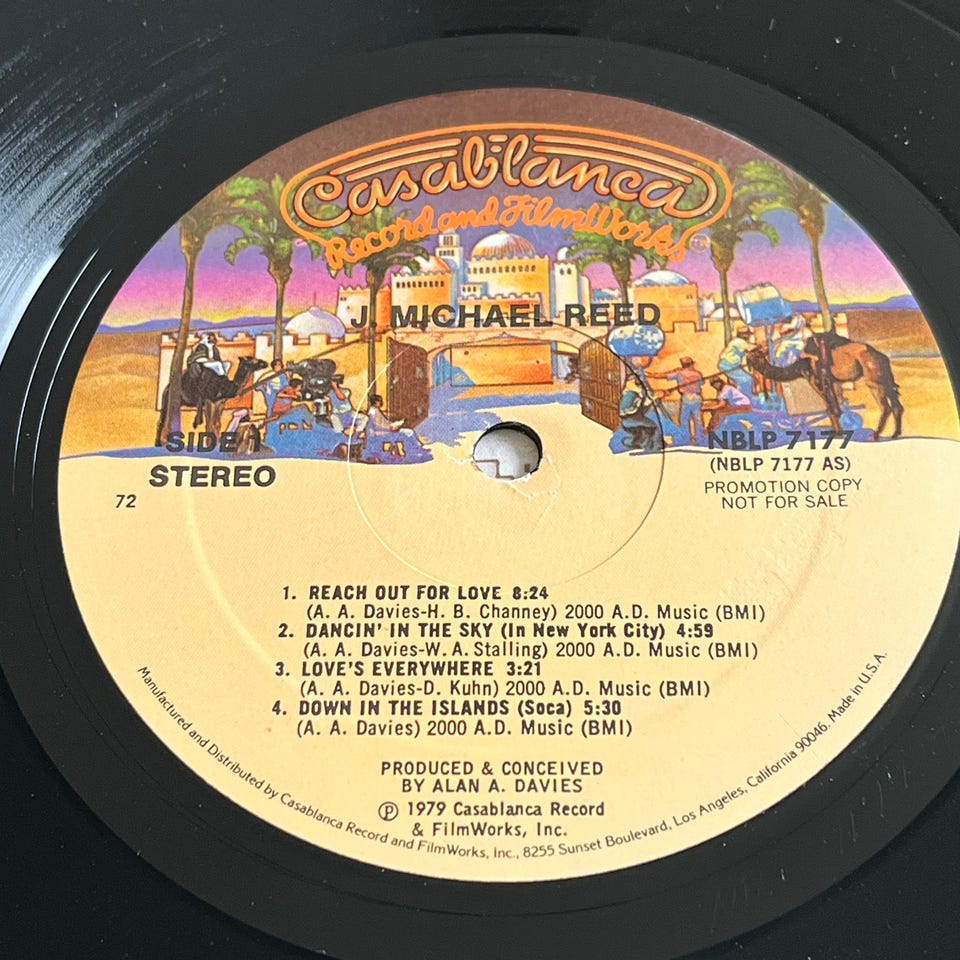 Casablanca
Record and FilmWorks
J. MICHAEL REED
SIDE 1
STEREO
72
NBLP 7177
(NBLP 7177 AS)
PROMOTION COPY
NOT FOR SALE
1. REACH OUT FOR LOVE 8:24
(A. A. Davies-H. B. Channey) 2000 A.D. Music (BMI)
2. DANCIN' IN THE SKY (In New York City) 4:59
(A. A. Davies-W. A. Stalling) 2000 A.D. Music (BMI)
3. LOVE'S EVERYWHERE 3:21
(A. A. Davies-D. Kuhn) 2000 A.D. Music (BMI)
4. DOWN IN THE ISLANDS (Soca) 5:30
(A. A. Davies) 2000 A.D. Music (BMI)
PRODUCED & CONCEIVED
BY ALAN A. DAVIES
℗ 1979 Casablanca Record
& FilmWorks, Inc.
Manufactured and Distributed by Casablanca Record and FilmWorks, Inc., 8255 Sunset Boulevard, Los Angeles, California 90046. Made in U.S.A.